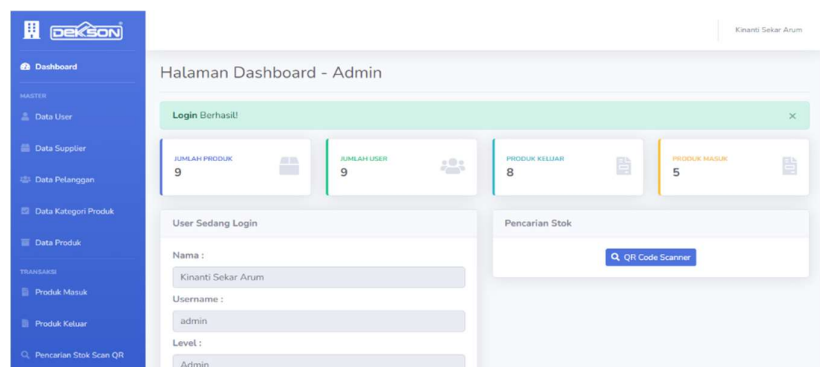 DEKSON
Kinanti Sekar Arum
Dashboard
MASTER
Data User
Data Supplier
Data Pelanggan
Data Kategori Produk
Data Produk
TRANSAKSI
Produk Masuk
Produk Keluar
Pencarian Stok Scan QR
Halaman Dashboard - Admin
Login Berhasil!
×
JUMLAH PRODUK
9
JUMLAH USER
9
PRODUK KELUAR
8
PRODUK MASUK
5
User Sedang Login
Nama :
Kinanti Sekar Arum
Username :
admin
Level :
Admin
Pencarian Stok
QR Code Scanner